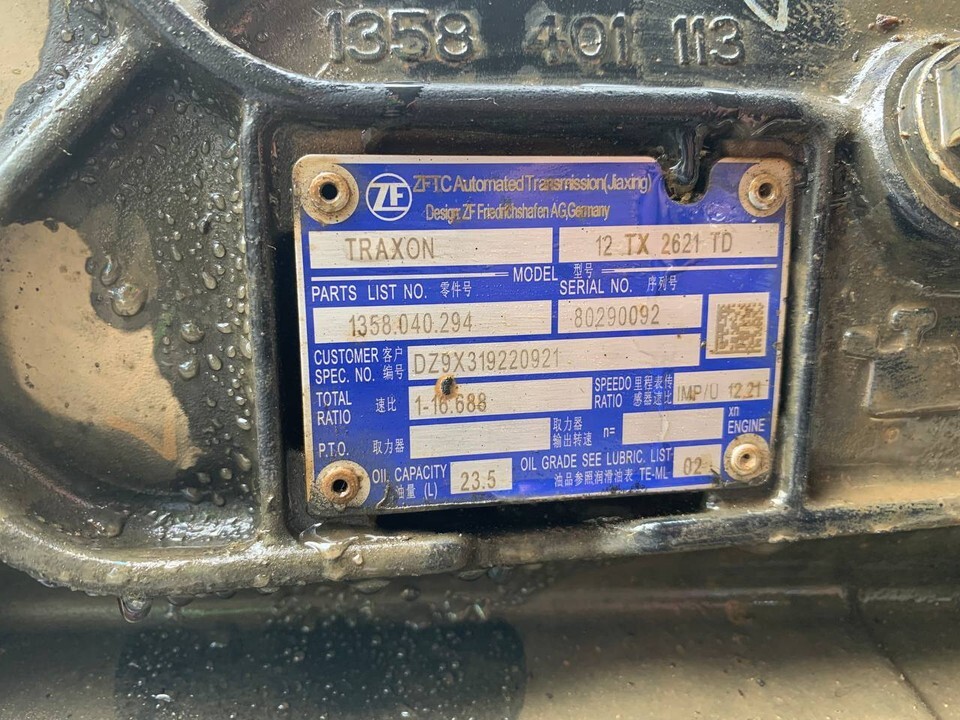 1358 401 113
ZF ZFTC Automated Transmission(Jiaxing)
Design: ZF Friedrichshafen AG,Germany
TRAXON 12 TX 2621 TD
MODEL 型号
PARTS LIST NO. 零件号 SERIAL NO. 序列号
1358.040.294 80290092
CUSTOMER 客户
SPEC. NO. 编号 DZ9X319220921
TOTAL RATIO 速比 1-16.688 SPEEDO 里程表传
RATIO 感器速比 IMP/U 12.21
P.T.O. 取力器 取力器
输出转速 n= xn
ENGINE
OIL CAPACITY 23.5 OIL GRADE SEE LUBRIC. LIST
油量 (L) 油品参照润滑油表 TE-ML 02